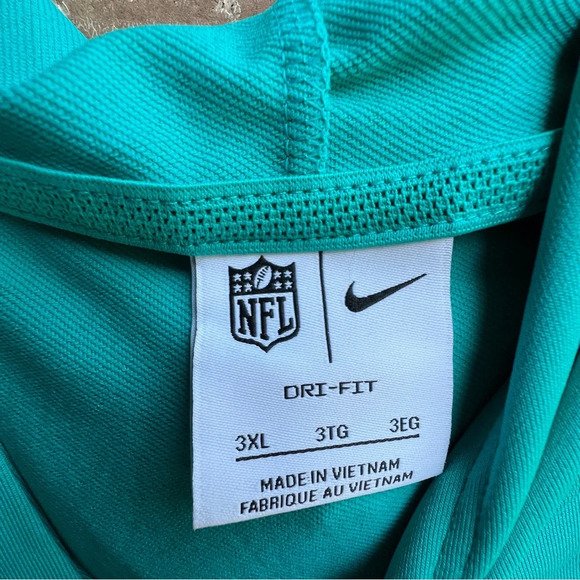 NFL
DRI-FIT
3XL 3TG 3EG
MADE IN VIETNAM
FABRIQUE AU VIETNAM